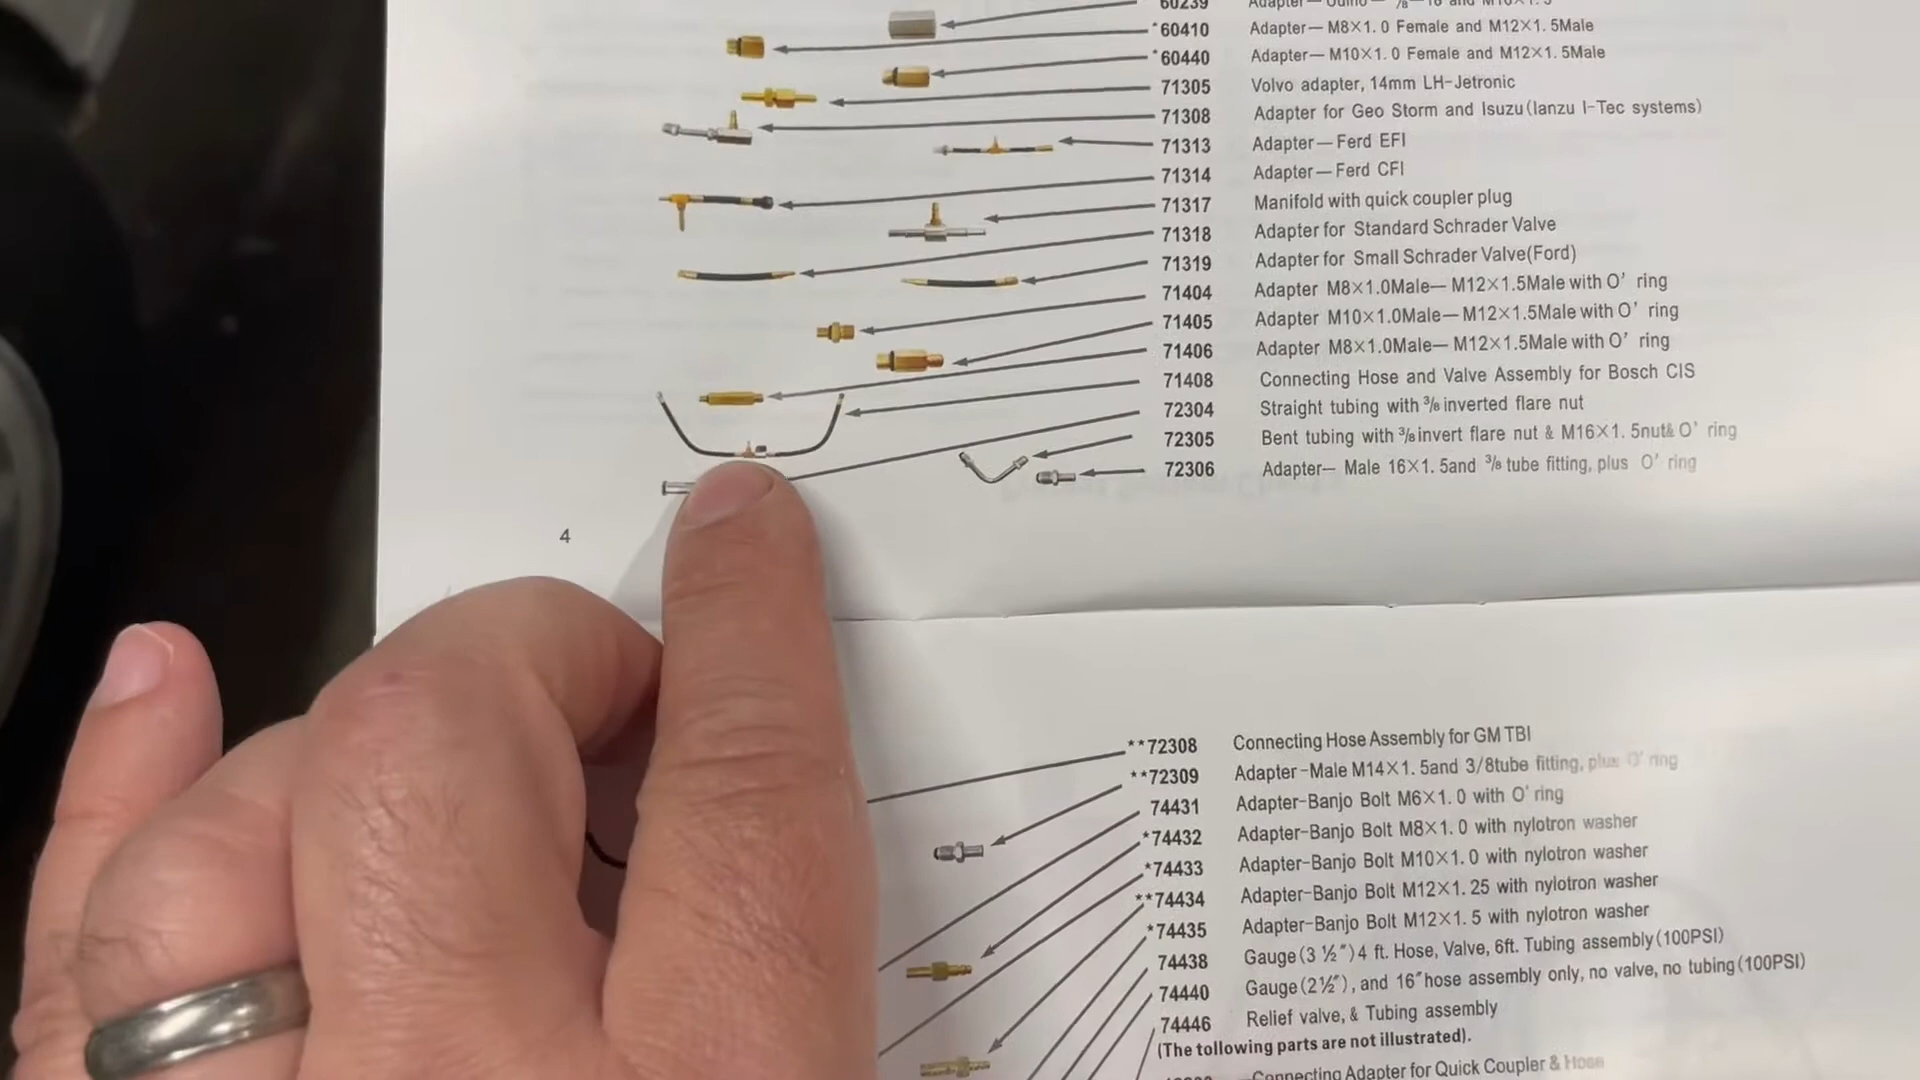 60239 Adapter—
*60410 Adapter— M8×1. 0 Female and M12×1. 5Male
*60440 Adapter— M10×1. 0 Female and M12×1. 5Male
71305 Volvo adapter, 14mm LH-Jetronic
71308 Adapter for Geo Storm and Isuzu(Ianzu I-Tec systems)
71313 Adapter—Ferd EFI
71314 Adapter—Ferd CFI
71317 Manifold with quick coupler plug
71318 Adapter for Standard Schrader Valve
71319 Adapter for Small Schrader Valve(Ford)
71404 Adapter M8×1.0Male— M12×1.5Male with O' ring
71405 Adapter M10×1.0Male— M12×1.5Male with O' ring
71406 Adapter M8×1.0Male— M12×1.5Male with O' ring
71408 Connecting Hose and Valve Assembly for Bosch CIS
72304 Straight tubing with ⅜ inverted flare nut
72305 Bent tubing with ⅜ invert flare nut & M16×1. 5nut& O' ring
72306 Adapter— Male 16×1. 5and ⅜ tube fitting, plus O' ring
4
**72308 Connecting Hose Assembly for GM TBI
**72309 Adapter-Male M14×1. 5and 3/8tube fitting, plus O' ring
74431 Adapter-Banjo Bolt M6×1. 0 with O' ring
*74432 Adapter-Banjo Bolt M8×1. 0 with nylotron washer
*74433 Adapter-Banjo Bolt M10×1. 0 with nylotron washer
**74434 Adapter-Banjo Bolt M12×1. 25 with nylotron washer
*74435 Adapter-Banjo Bolt M12×1. 5 with nylotron washer
74438 Gauge(3 ½″) 4 ft. Hose, Valve, 6ft. Tubing assembly(100PSI)
74440 Gauge(2½″), and 16″hose assembly only, no valve, no tubing(100PSI)
74446 Relief valve, & Tubing assembly
(The tollowing parts are not illustrated).
Connecting Adapter for Quick Coupler & Hose